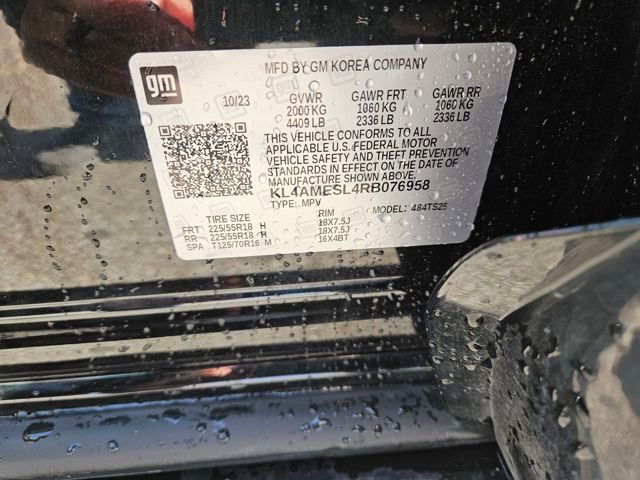 gm
MFD BY GM KOREA COMPANY
10/23 GVWR GAWR FRT GAWR RR
2000 KG 1060 KG 1060 KG
4409 LB 2336 LB 2336 LB
THIS VEHICLE CONFORMS TO ALL
APPLICABLE U.S. FEDERAL MOTOR
VEHICLE SAFETY AND THEFT PREVENTION
STANDARDS IN EFFECT ON THE DATE OF
MANUFACTURE SHOWN ABOVE.
KL4AMESL4RB076958
TYPE: MPV MODEL: 484TS26
TIRE SIZE RIM
FRT 225/55R18 H 18X7.5J
RR 225/55R18 H 18X7.5J
SPA T125/70R16 M 16X4BT